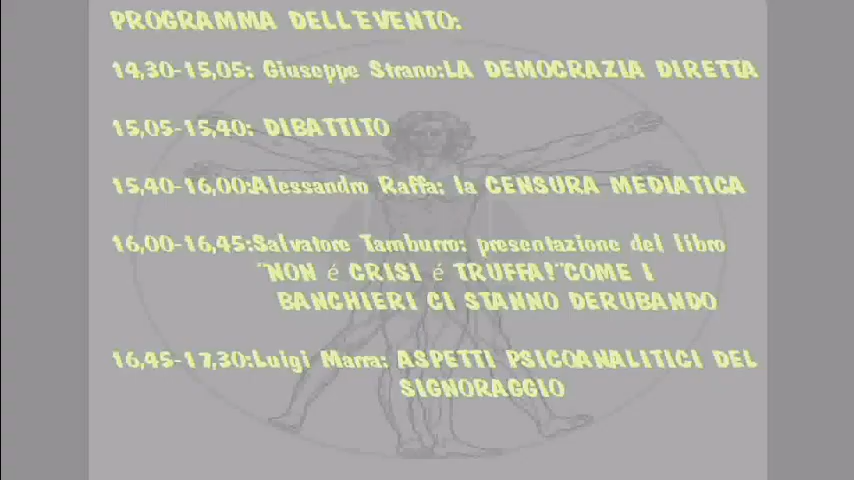 PROGRAMMA DELL'EVENTO:
14,30-15,05: Giuseppe Strano:LA DEMOCRAZIA DIRETTA
15,05-15,40: DIBATTITO
15,40-16,00:Alessandro Raffa: la CENSURA MEDIATICA
16,00-16,45:Salvatore Tamburro: presentazione del libro
"NON é CRISI é TRUFFA!"COME I
BANCHIERI CI STANNO DERUBANDO
16,45-17,30:Luigi Marra: ASPETTI PSICOANALITICI DEL
SIGNORAGGIO